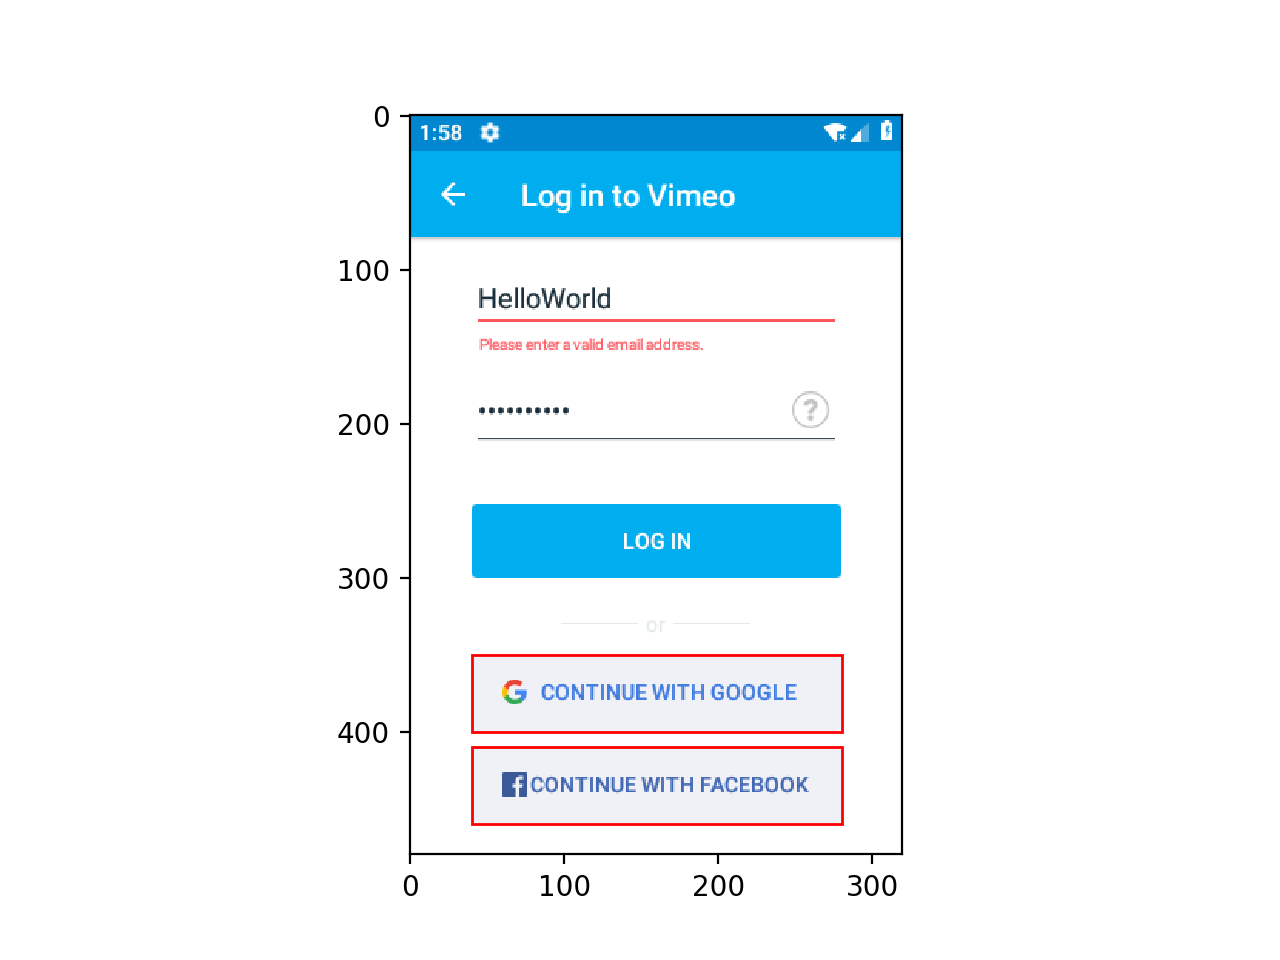 0
1:58
Log in to Vimeo
100
HelloWorld
Please enter a valid email address.
200
••••••••••
?
LOG IN
300
or
G CONTINUE WITH GOOGLE
400
f CONTINUE WITH FACEBOOK
0 100 200 300